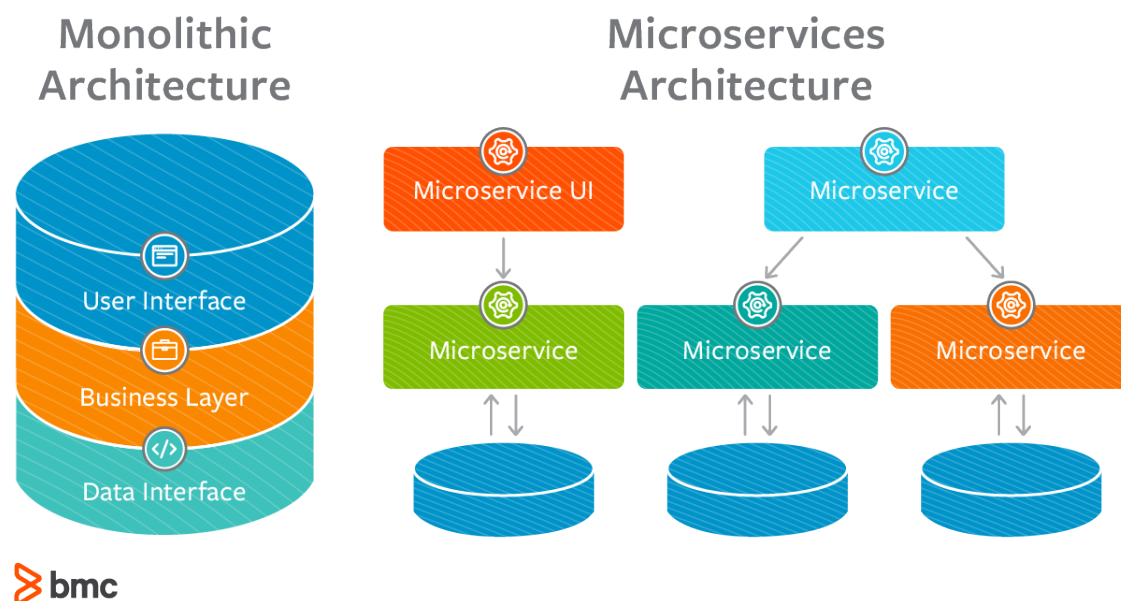 Monolithic
Architecture
User Interface
Business Layer
Data Interface
Microservices
Architecture
Microservice UI
Microservice
Microservice
Microservice
Microservice
bmc